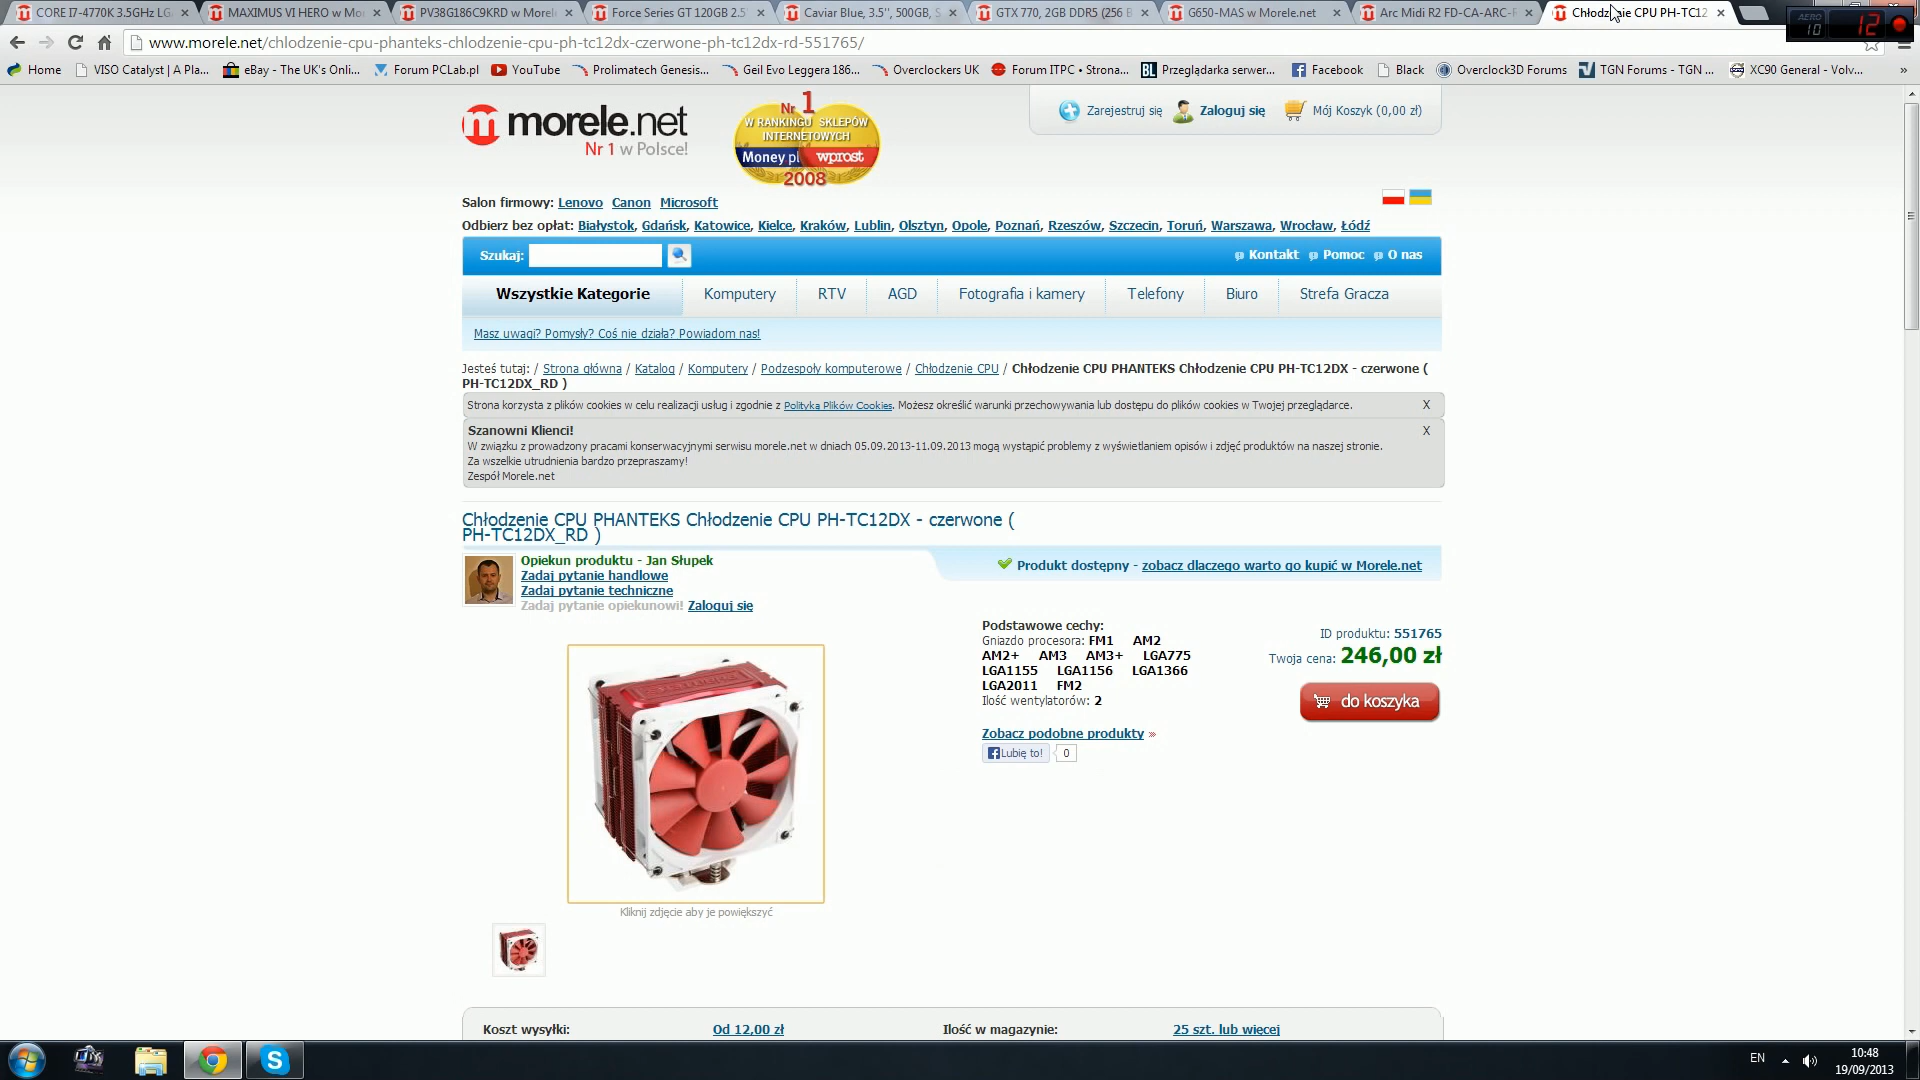 CORE I7-4770K 3.5GHz LG
MAXIMUS VI HERO w Mo
PV38G186C9KRD w Morel
Force Series GT 120GB 2.5
Caviar Blue, 3.5'', 500GB, S
GTX 770, 2GB DDR5 (256 B
G650-MAS w Morele.net
Arc Midi R2 FD-CA-ARC-R
Chłodzenie CPU PH-TC12
AERO
10
12
www.morele.net/chlodzenie-cpu-phanteks-chlodzenie-cpu-ph-tc12dx-czerwone-ph-tc12dx-rd-551765/
Home VISO Catalyst | A Pla... eBay - The UK's Onli... Forum PCLab.pl YouTube Prolimatech Genesis... Geil Evo Leggera 186... Overclockers UK Forum ITPC • Strona... Przeglądarka serwer... Facebook Black Overclock3D Forums TGN Forums - TGN ... XC90 General - Volv... »
morele.net
Nr 1 w Polsce!
Nr 1
W RANKINGU SKLEPÓW
INTERNETOWYCH
Money.pl wprost
2008
Zarejestruj się Zaloguj się Mój Koszyk (0,00 zł)
Salon firmowy: Lenovo Canon Microsoft
Odbierz bez opłat: Białystok, Gdańsk, Katowice, Kielce, Kraków, Lublin, Olsztyn, Opole, Poznań, Rzeszów, Szczecin, Toruń, Warszawa, Wrocław, Łódź
Szukaj:
Kontakt Pomoc O nas
Wszystkie Kategorie Komputery RTV AGD Fotografia i kamery Telefony Biuro Strefa Gracza
Masz uwagi? Pomysły? Coś nie działa? Powiadom nas!
Jesteś tutaj: / Strona główna / Katalog / Komputery / Podzespoły komputerowe / Chłodzenie CPU / Chłodzenie CPU PHANTEKS Chłodzenie CPU PH-TC12DX - czerwone (
PH-TC12DX_RD )
Strona korzysta z plików cookies w celu realizacji usług i zgodnie z Polityką Plików Cookies. Możesz określić warunki przechowywania lub dostępu do plików cookies w Twojej przeglądarce. X
Szanowni Klienci! X
W związku z prowadzony pracami konserwacyjnymi serwisu morele.net w dniach 05.09.2013-11.09.2013 mogą wystąpić problemy z wyświetlaniem opisów i zdjęć produktów na naszej stronie.
Za wszelkie utrudnienia bardzo przepraszamy!
Zespół Morele.net
Chłodzenie CPU PHANTEKS Chłodzenie CPU PH-TC12DX - czerwone (
PH-TC12DX_RD )
Opiekun produktu - Jan Słupek
Zadaj pytanie handlowe
Zadaj pytanie techniczne
Zadaj pytanie opiekunowi! Zaloguj się
Produkt dostępny - zobacz dlaczego warto go kupić w Morele.net
Podstawowe cechy:
Gniazdo procesora: FM1 AM2
AM2+ AM3 AM3+ LGA775
LGA1155 LGA1156 LGA1366
LGA2011 FM2
Ilość wentylatorów: 2
ID produktu: 551765
Twoja cena: 246,00 zł
do koszyka
Zobacz podobne produkty »
Lubię to! 0
Kliknij zdjęcie aby je powiększyć
Koszt wysyłki: Od 12,00 zł Ilość w magazynie: 25 szt. lub więcej
EN
10:48
19/09/2013